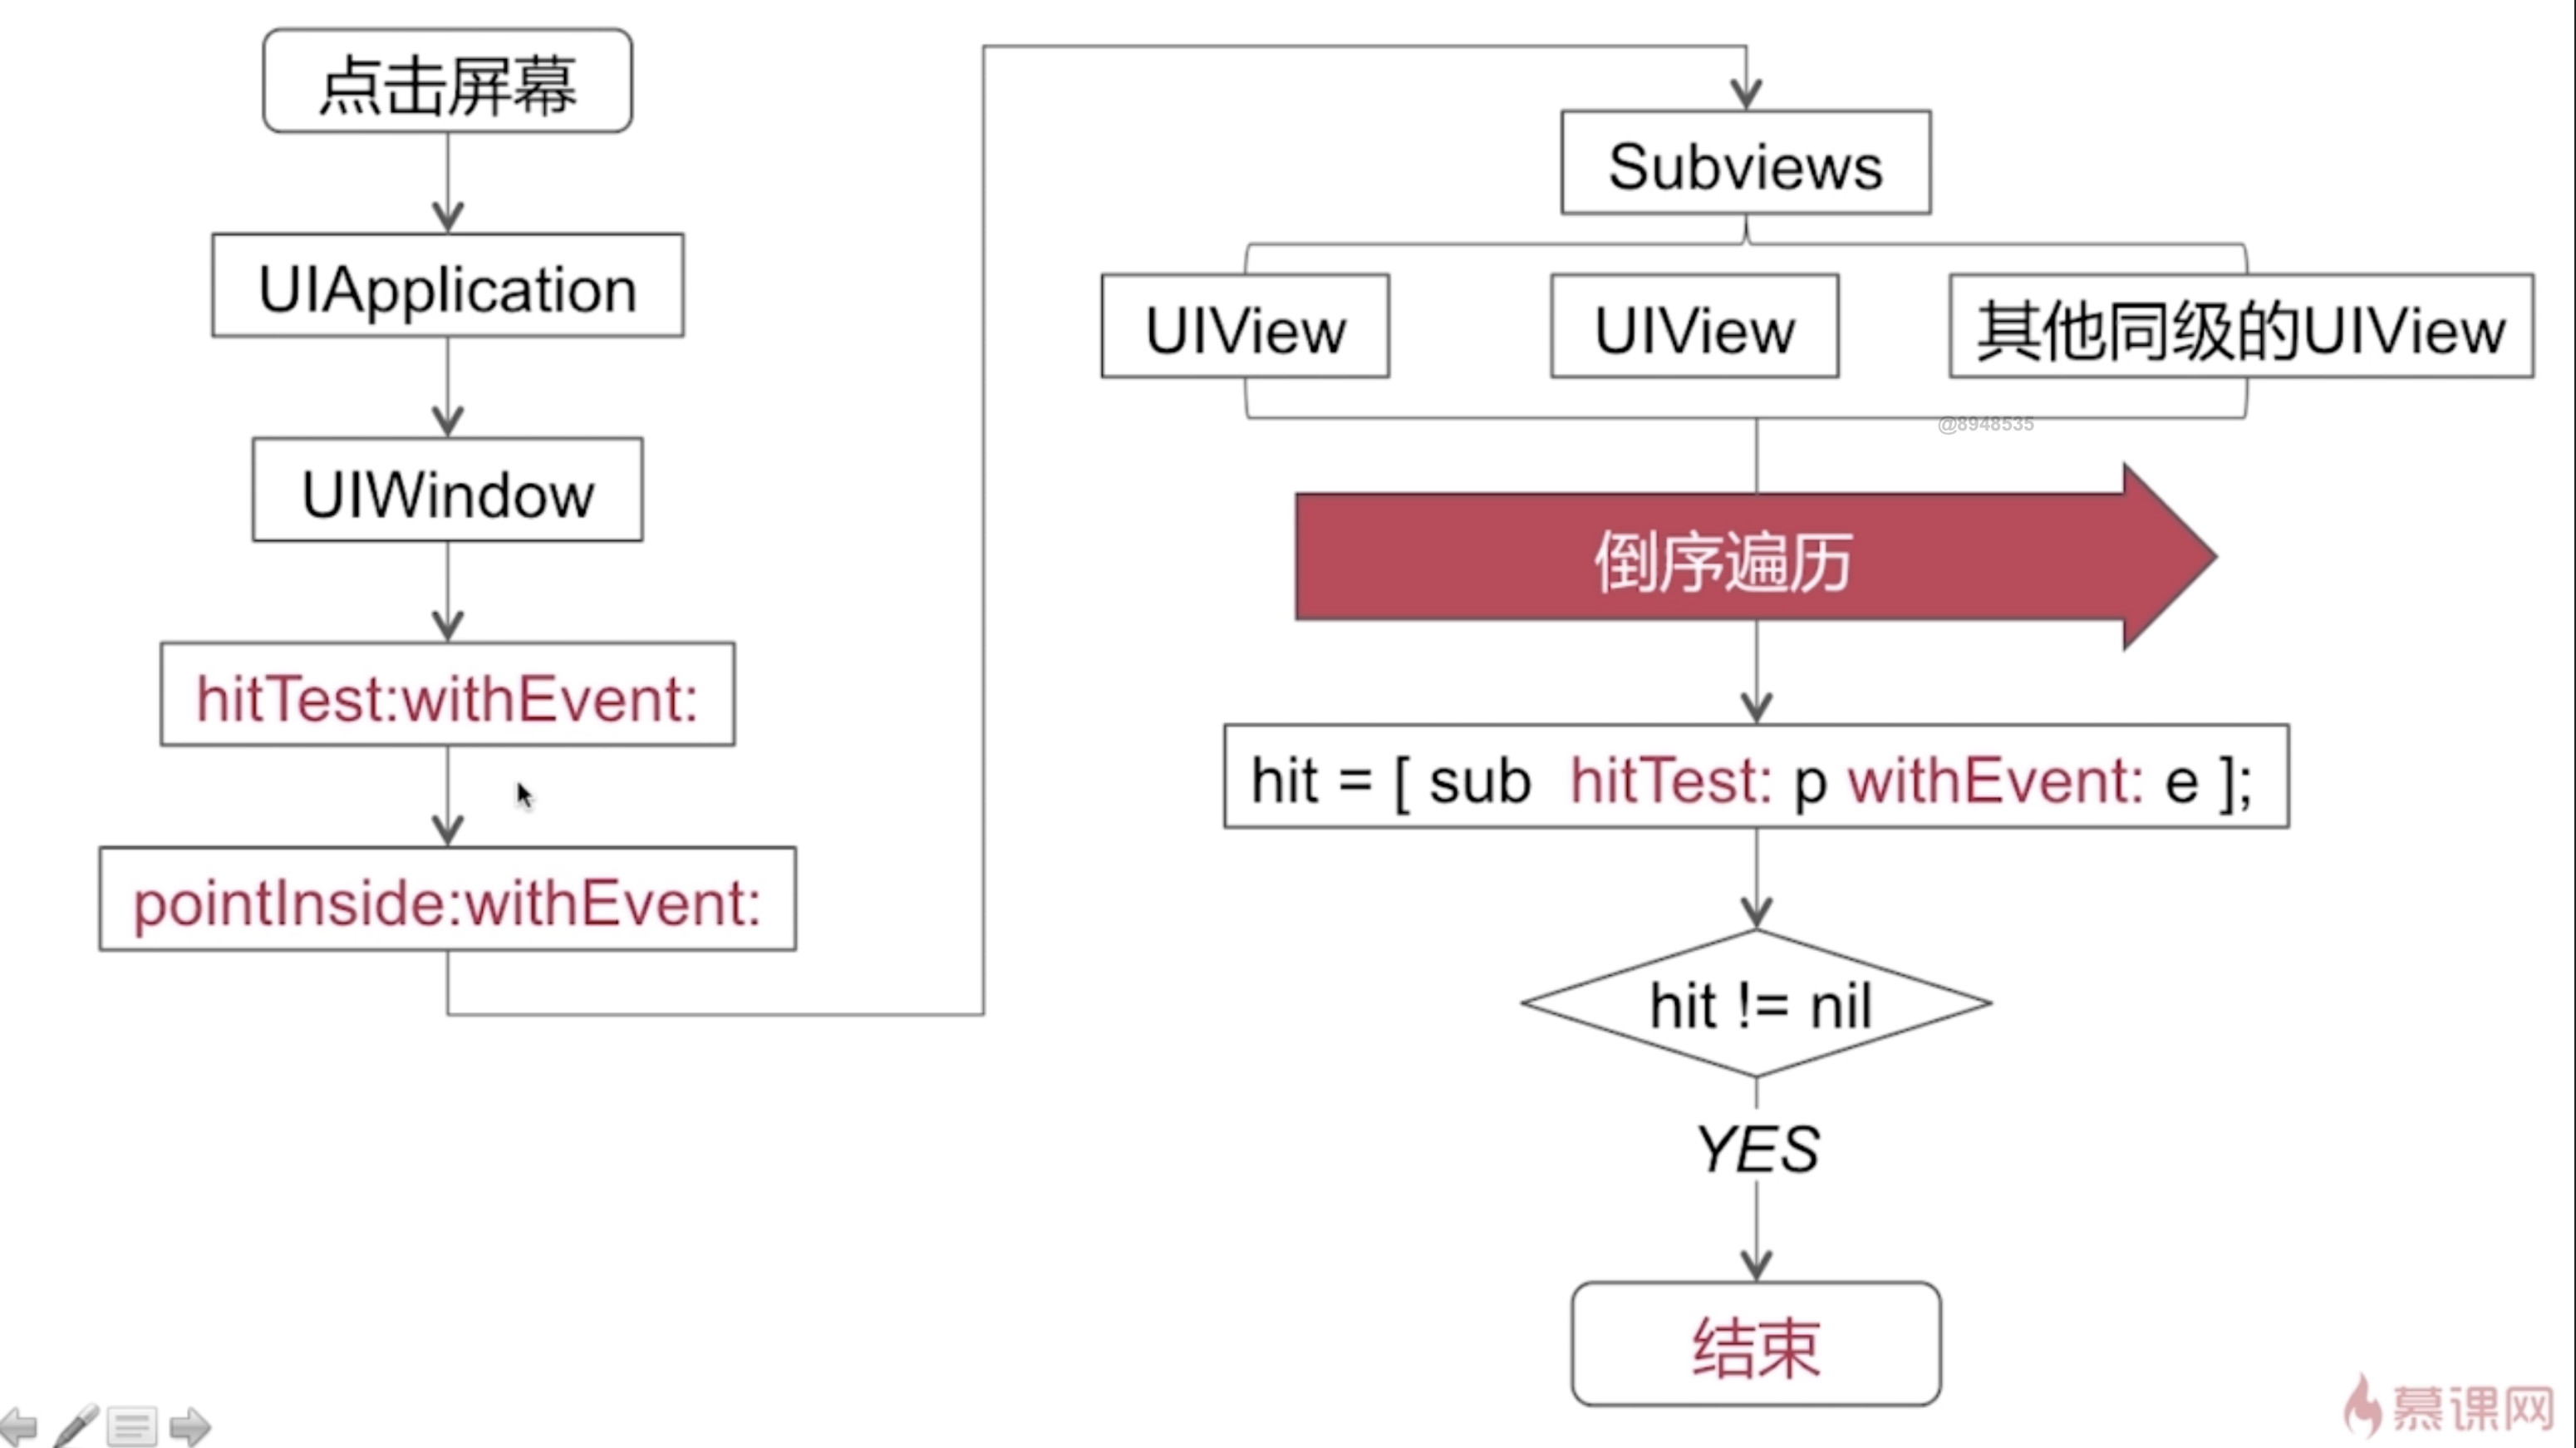 点击屏幕
UIApplication
UIWindow
hitTest:withEvent:
pointInside:withEvent:
Subviews
UIView
UIView
其他同级的UIView
@8948535
倒序遍历
hit = [ sub hitTest: p withEvent: e ];
hit != nil
YES
结束
慕课网